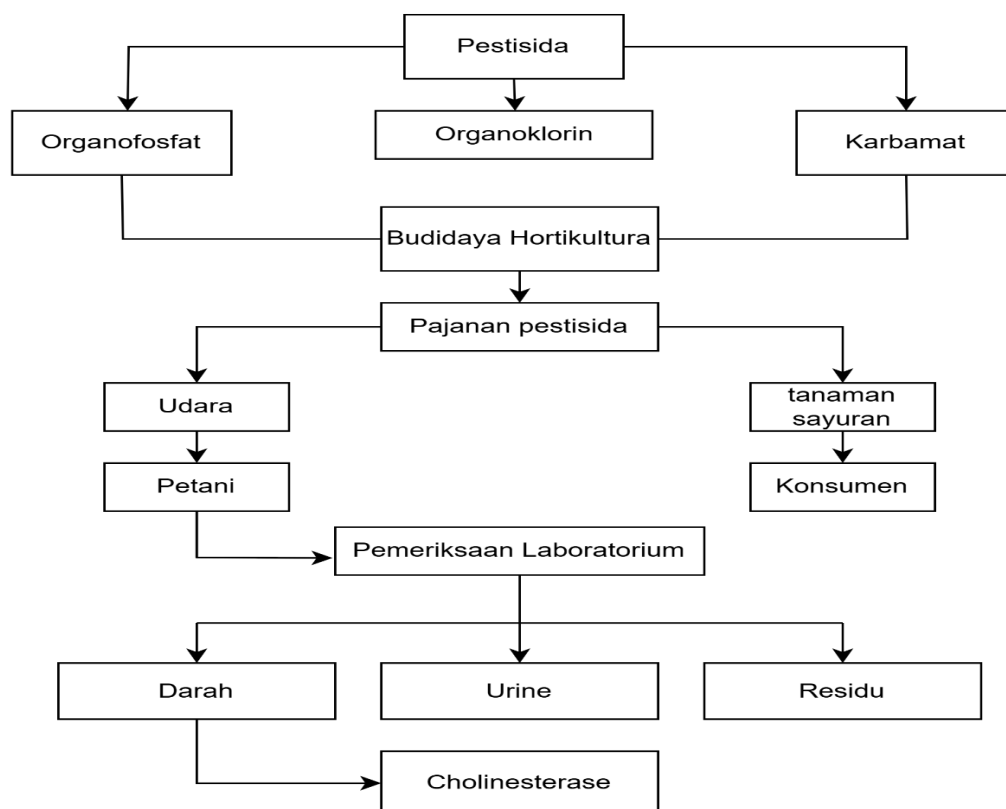 Pestisida
Organofosfat
Organoklorin
Karbamat
Budidaya Hortikultura
Pajanan pestisida
Udara
tanaman
sayuran
Petani
Konsumen
Pemeriksaan Laboratorium
Darah
Urine
Residu
Cholinesterase